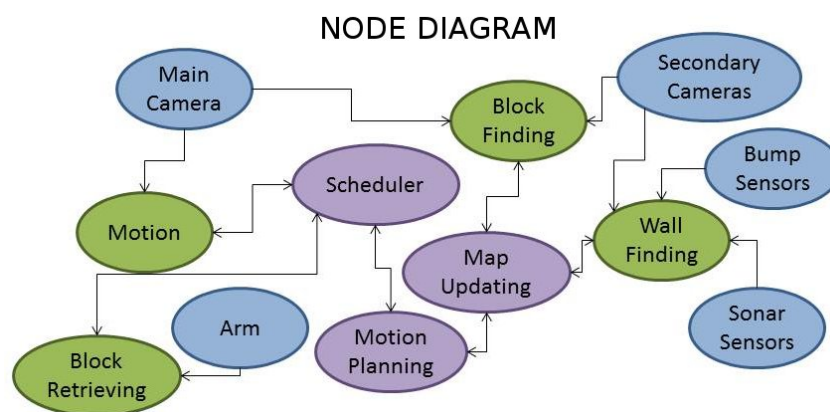 NODE DIAGRAM
Main
Camera
Secondary
Cameras
Block
Finding
Bump
Sensors
Scheduler
Motion
Wall
Finding
Map
Updating
Arm
Sonar
Sensors
Motion
Planning
Block
Retrieving